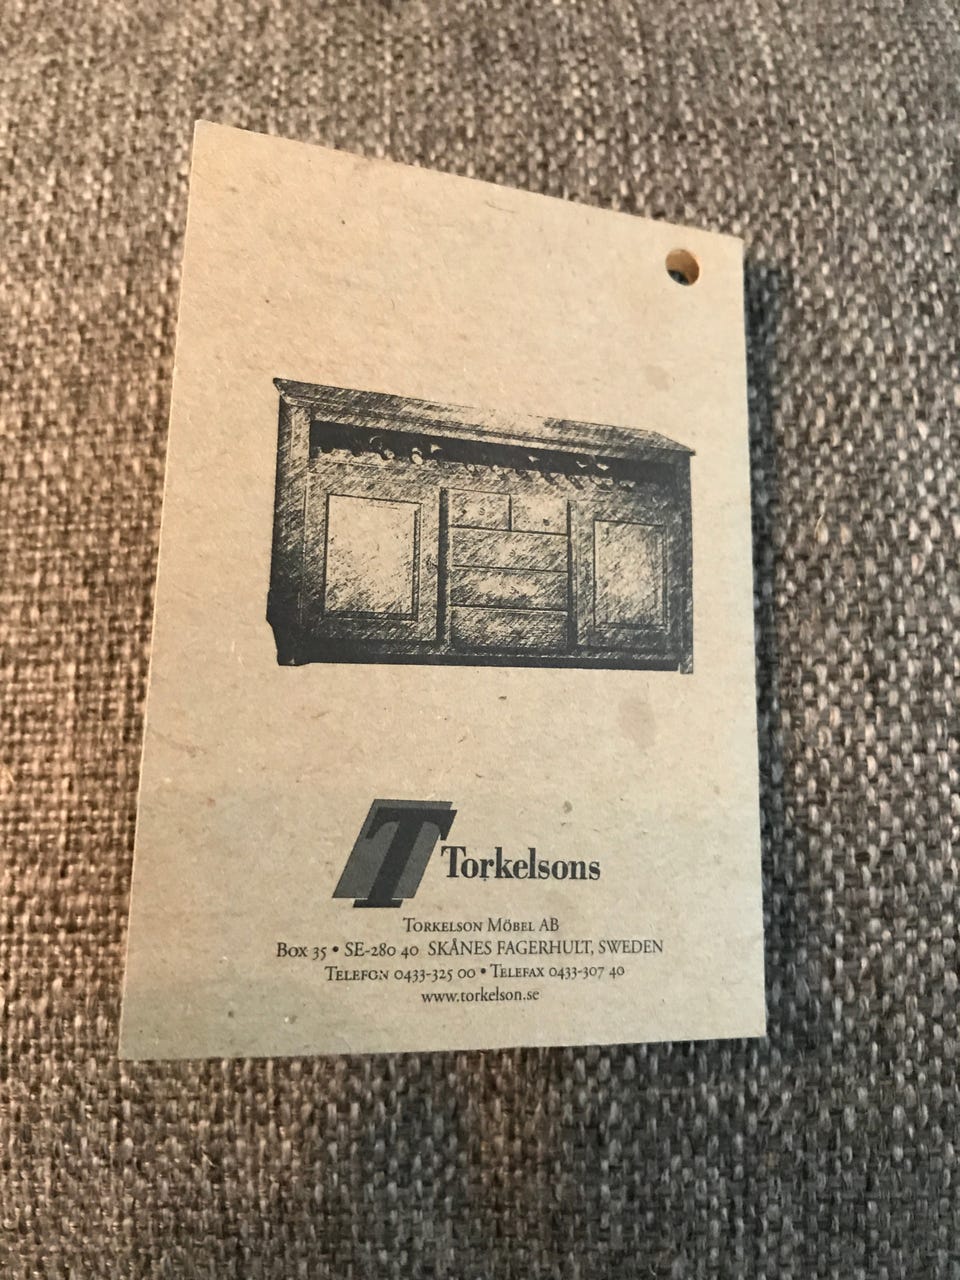 T
Torkelsons
Torkelson Möbel AB
Box 35 • SE-280 40 SKÅNES FAGERHULT, SWEDEN
Telefon 0433-325 00 • Telefax 0433-307 40
www.torkelson.se